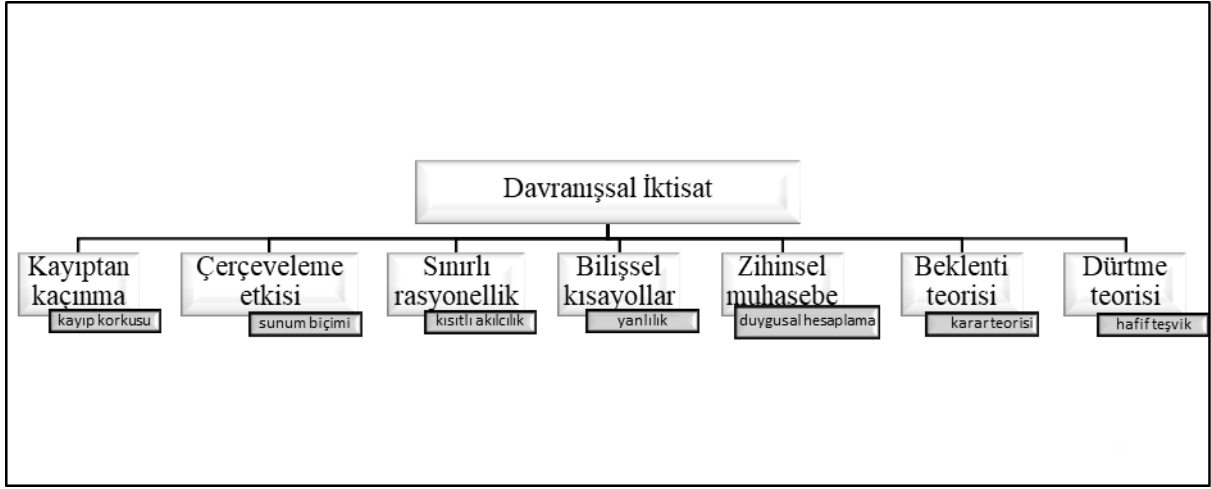 Davranışsal İktisat
Kayıptan
kaçınma
kayıp korkusu
Çerçeveleme
etkisi
sunum biçimi
Sınırlı
rasyonellik
kısıtlı akılcılık
Bilişsel
kısayollar
yanlılık
Zihinsel
muhasebe
duygusal hesaplama
Beklenti
teorisi
karar teorisi
Dürtme
teorisi
hafif teşvik